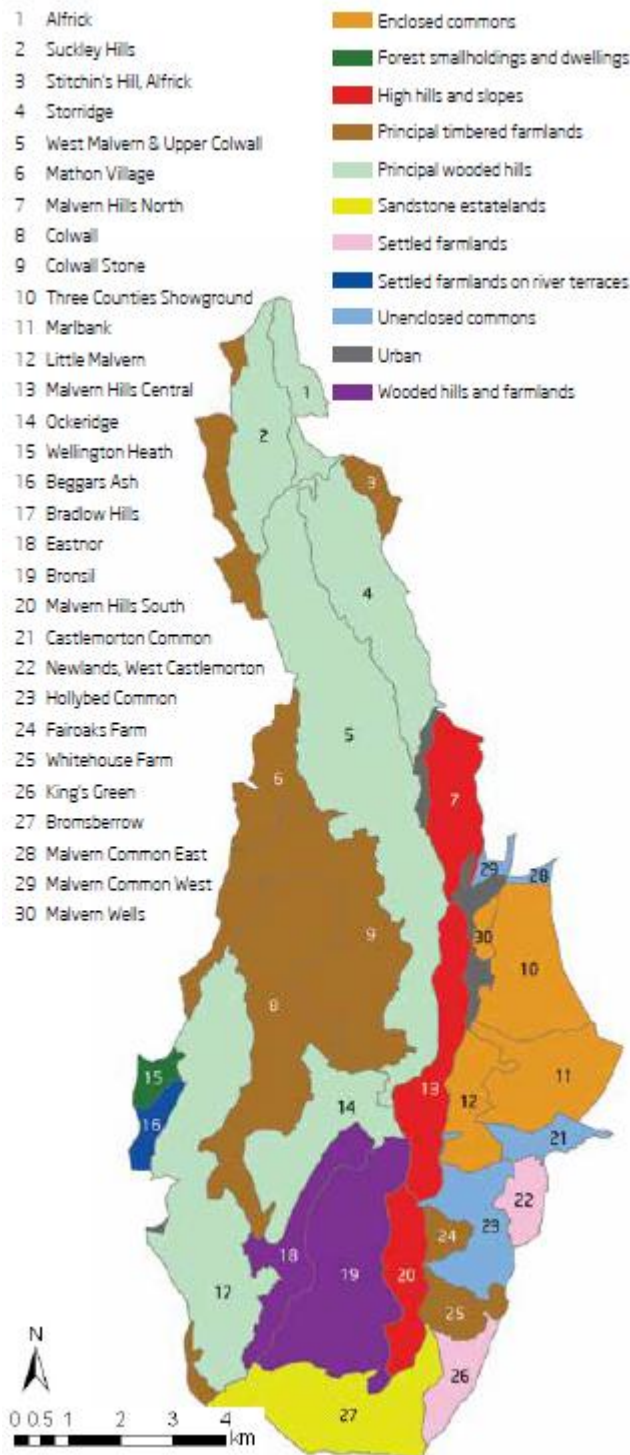 1 Alfrick
2 Suckley Hills
3 Stitchin's Hill, Alfrick
4 Storridge
5 West Malvern & Upper Colwall
6 Mathon Village
7 Malvern Hills North
8 Colwall
9 Colwall Stone
10 Three Counties Showground
11 Marlbank
12 Little Malvern
13 Malvern Hills Central
14 Ockeridge
15 Wellington Heath
16 Beggars Ash
17 Bradlow Hills
18 Eastnor
19 Bronsil
20 Malvern Hills South
21 Castlemorton Common
22 Newlands, West Castlemorton
23 Hollybed Common
24 Fairoaks Farm
25 Whitehouse Farm
26 King's Green
27 Bromsberrow
28 Malvern Common East
29 Malvern Common West
30 Malvern Wells
Enclosed commons
Forest smallholdings and dwellings
High hills and slopes
Principal timbered farmlands
Principal wooded hills
Sandstone estatelands
Settled farmlands
Settled farmlands on river terraces
Unenclosed commons
Urban
Wooded hills and farmlands
1
2
3
4
5
6
7
29
28
30
9
10
8
15
11
13
12
14
16
21
22
23
24
18
19
20
17
25
26
27
N
0 0.5 1 2 3 4
km